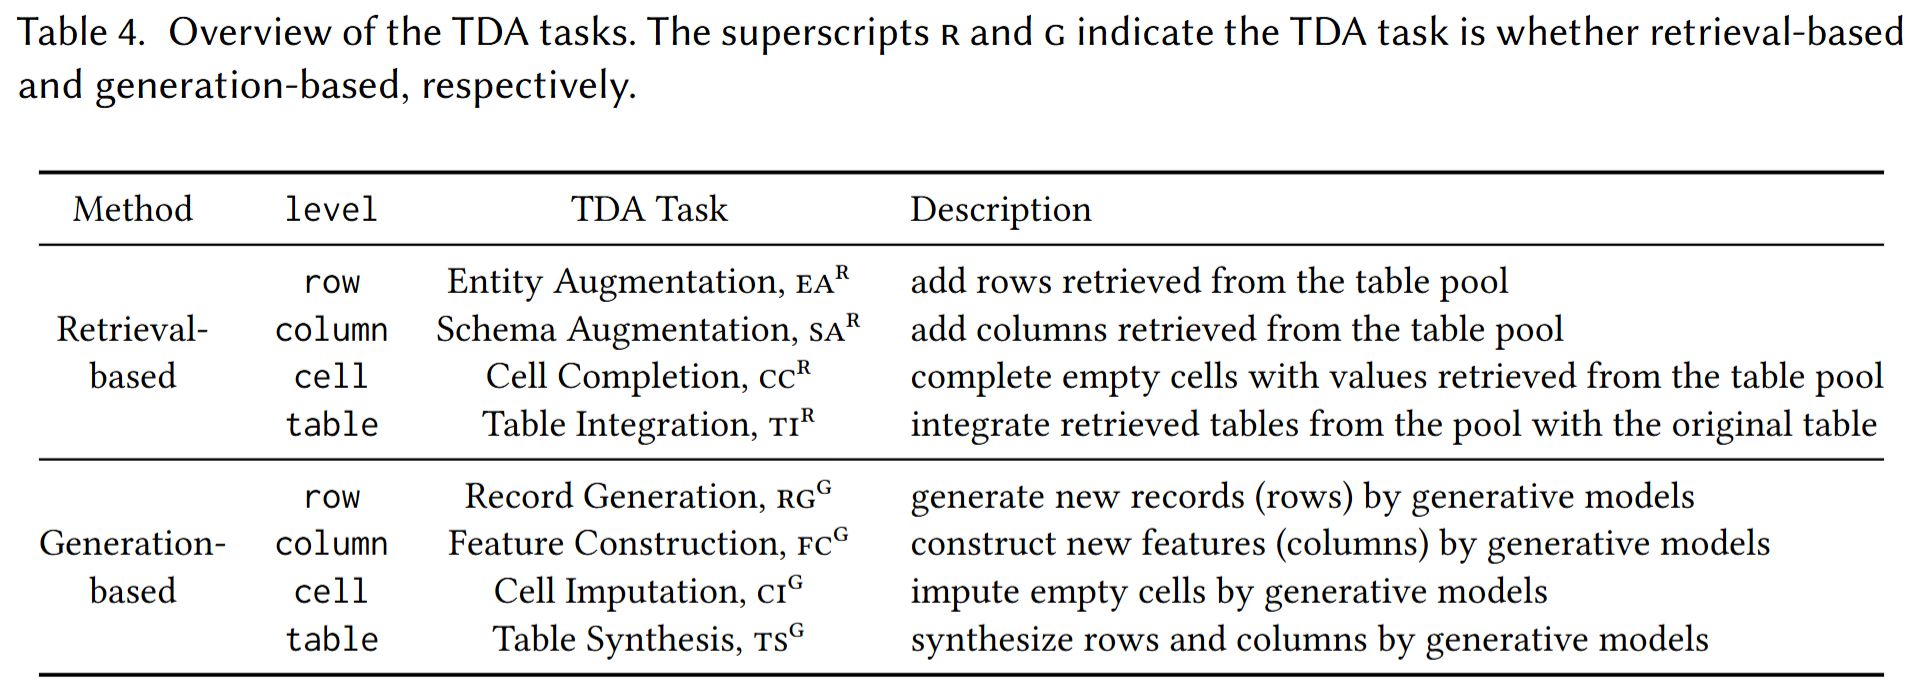 Table 4. Overview of the TDA tasks. The superscripts R and G indicate the TDA task is whether retrieval-based
and generation-based, respectively.
Method level TDA Task Description
row Entity Augmentation, EA^R add rows retrieved from the table pool
Retrieval- column Schema Augmentation, SA^R add columns retrieved from the table pool
based cell Cell Completion, CC^R complete empty cells with values retrieved from the table pool
table Table Integration, TI^R integrate retrieved tables from the pool with the original table
row Record Generation, RG^G generate new records (rows) by generative models
Generation- column Feature Construction, FC^G construct new features (columns) by generative models
based cell Cell Imputation, CI^G impute empty cells by generative models
table Table Synthesis, TS^G synthesize rows and columns by generative models